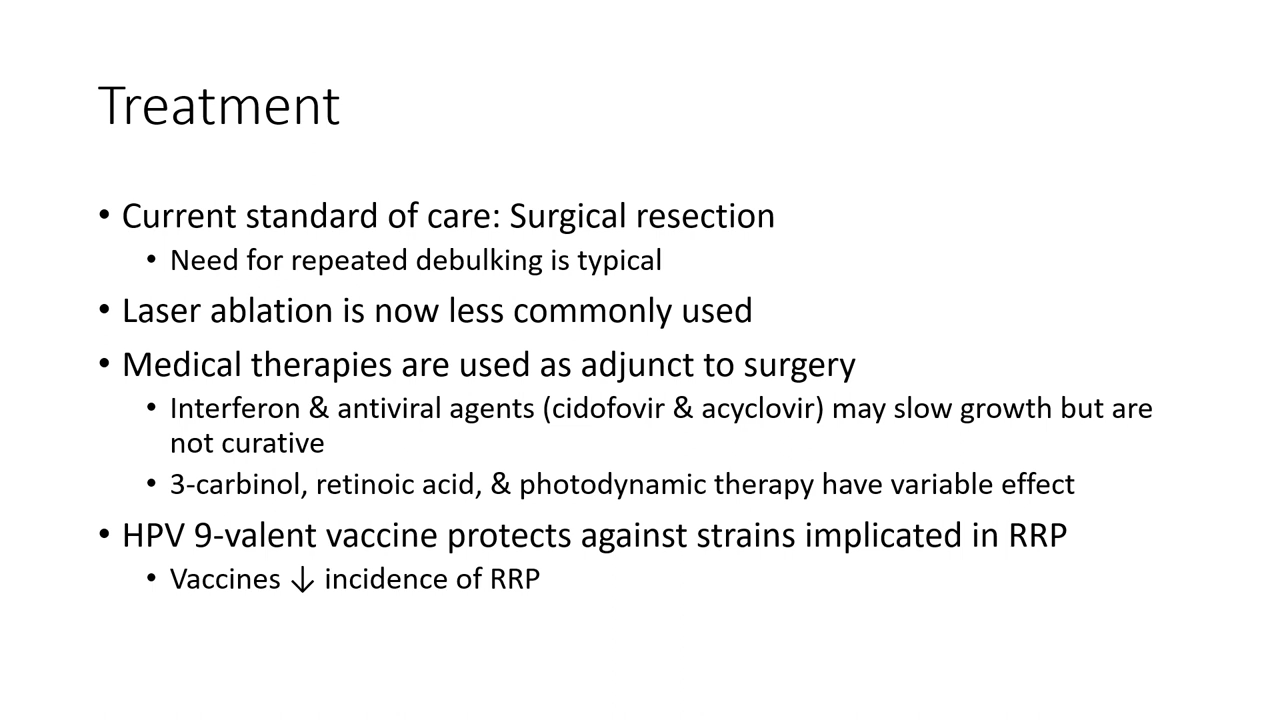 Treatment
• Current standard of care: Surgical resection
• Need for repeated debulking is typical
• Laser ablation is now less commonly used
• Medical therapies are used as adjunct to surgery
• Interferon & antiviral agents (cidofovir & acyclovir) may slow growth but are
not curative
• 3-carbinol, retinoic acid, & photodynamic therapy have variable effect
• HPV 9-valent vaccine protects against strains implicated in RRP
• Vaccines ↓ incidence of RRP